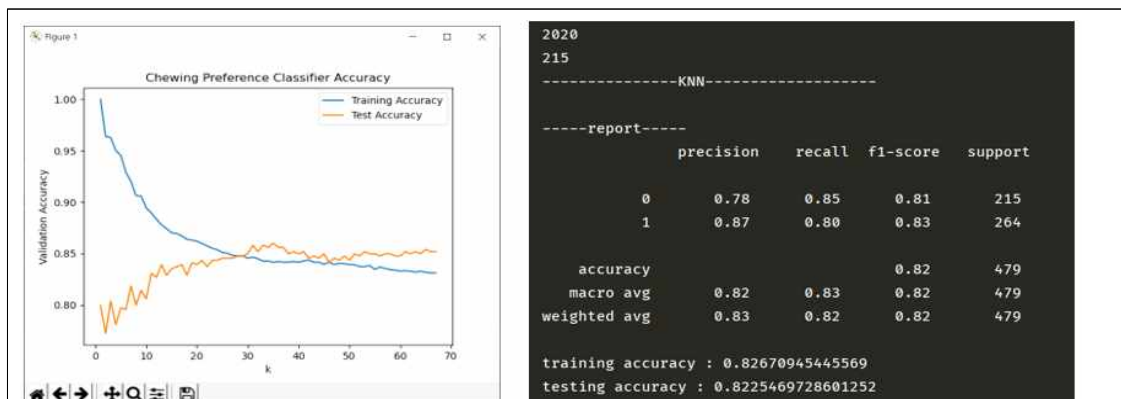 Figure 1
Chewing Preference Classifier Accuracy
Training Accuracy
Test Accuracy
Validation Accuracy
1.00
0.95
0.90
0.85
0.80
0 10 20 30 40 50 60 70
k
2020
215
---------------KNN-------------------
-----report-----
precision recall f1-score support
0 0.78 0.85 0.81 215
1 0.87 0.80 0.83 264
accuracy 0.82 479
macro avg 0.82 0.83 0.82 479
weighted avg 0.83 0.82 0.82 479
training accuracy : 0.82670945445569
testing accuracy : 0.8225469728601252